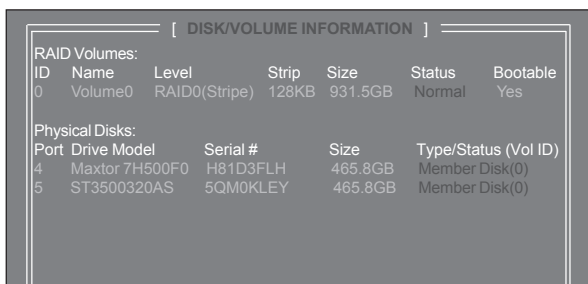 [ DISK/VOLUME INFORMATION ]
RAID Volumes:
ID Name Level Strip Size Status Bootable
0 Volume0 RAID0(Stripe) 128KB 931.5GB Normal Yes
Physical Disks:
Port Drive Model Serial # Size Type/Status (Vol ID)
4 Maxtor 7H500F0 H81D3FLH 465.8GB Member Disk(0)
5 ST3500320AS 5QM0KLEY 465.8GB Member Disk(0)